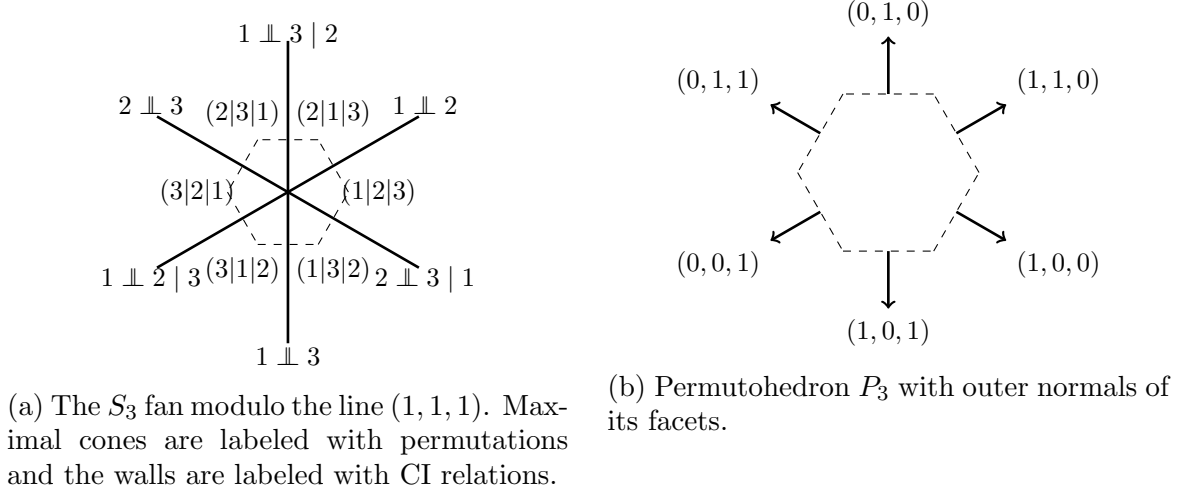 1 ⫫ 3 | 2
2 ⫫ 3
(2|3|1)
(2|1|3)
1 ⫫ 2
(3|2|1)
(1|2|3)
1 ⫫ 2 | 3
(3|1|2)
(1|3|2)
2 ⫫ 3 | 1
1 ⫫ 3
(a) The S₃ fan modulo the line (1, 1, 1). Max-
imal cones are labeled with permutations
and the walls are labeled with CI relations.
(0, 1, 0)
(0, 1, 1)
(1, 1, 0)
(0, 0, 1)
(1, 0, 0)
(1, 0, 1)
(b) Permutohedron P₃ with outer normals of
its facets.